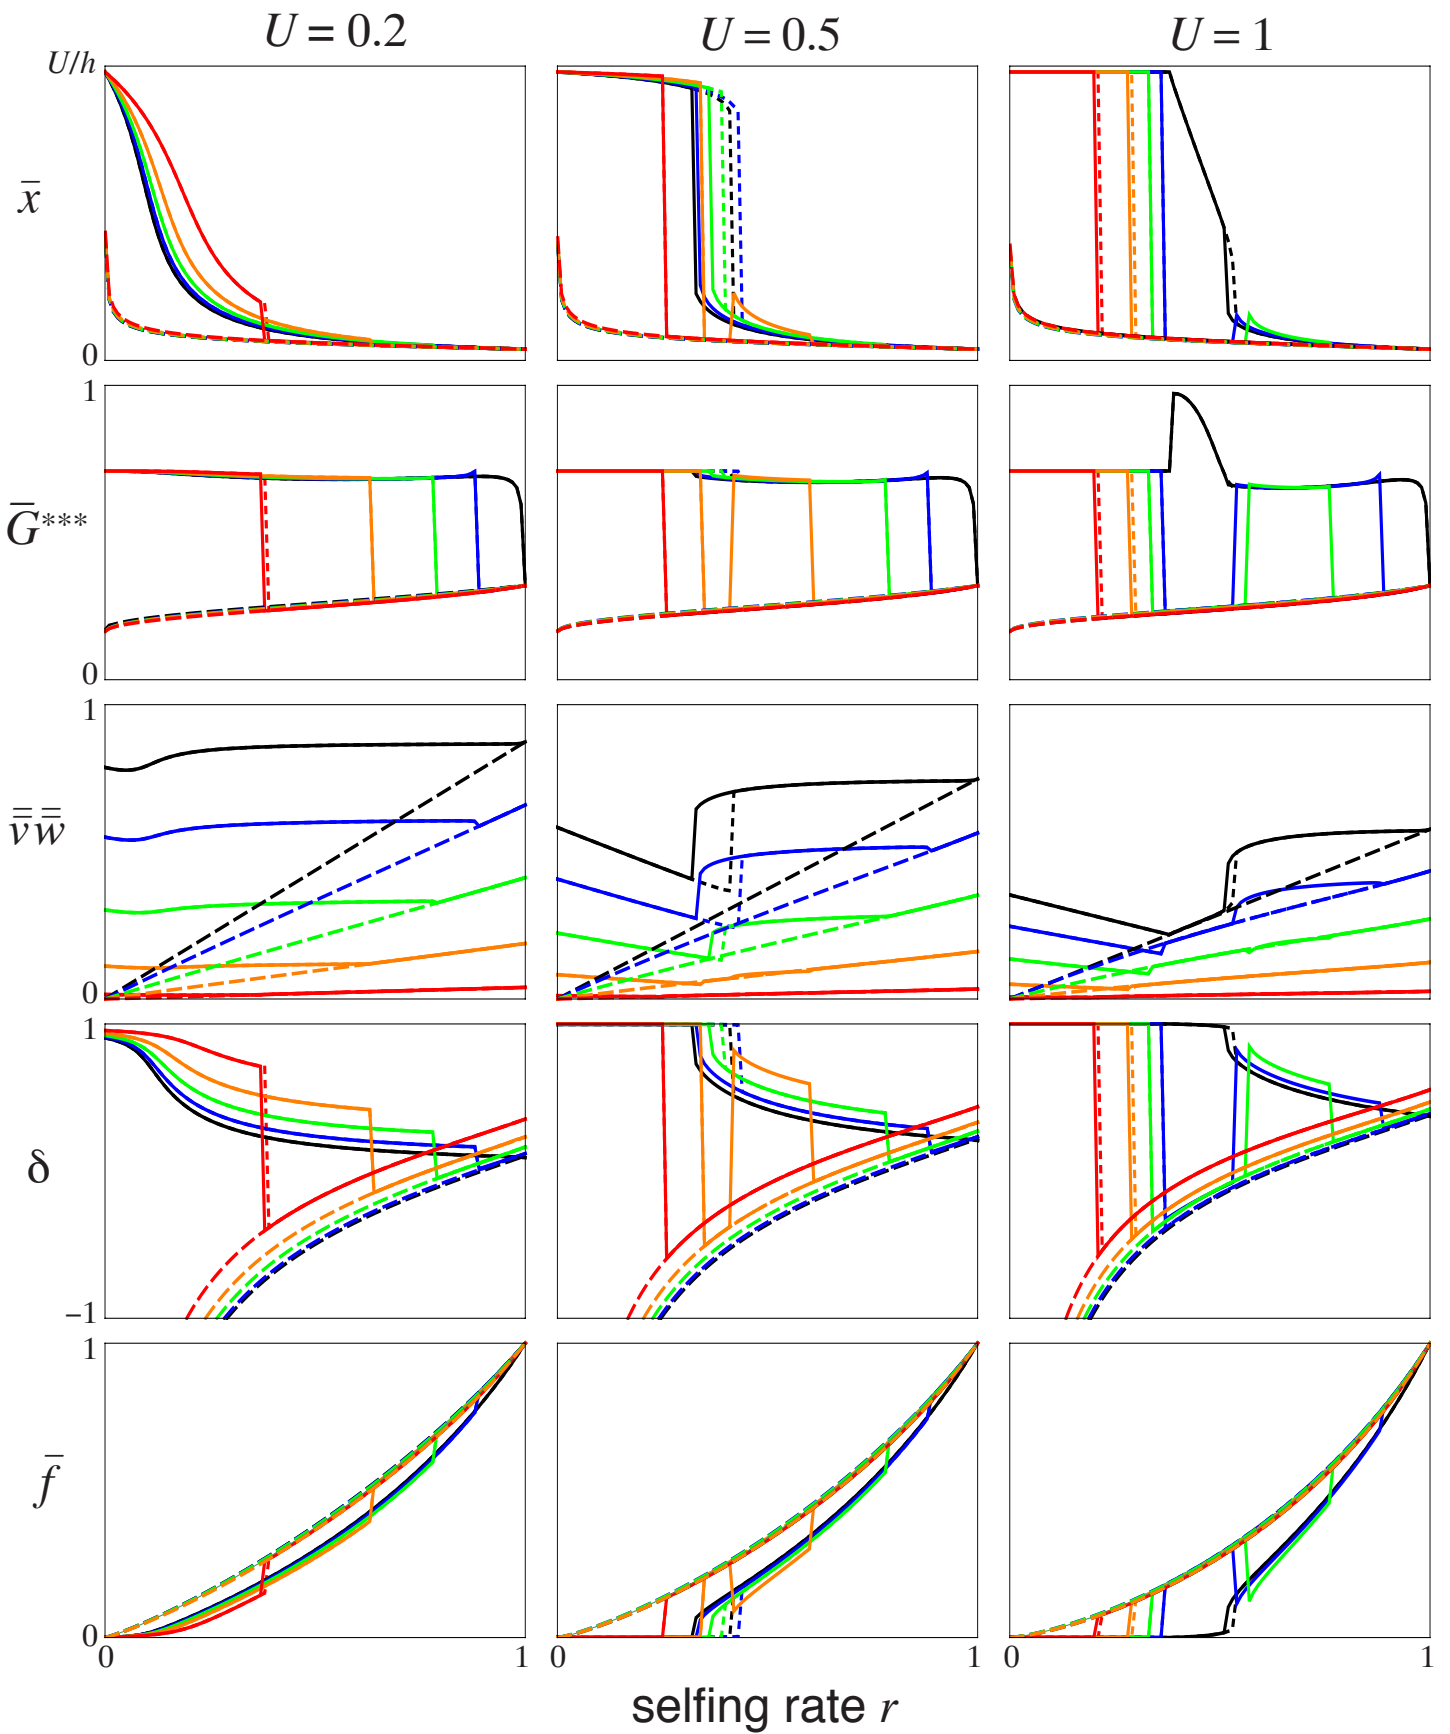 U = 0.2 U = 0.5 U = 1
U/h
x̄
0
1
Ḡ***
0
1
v̿w̿
0
1
δ
−1
1
f̄
0
0 1 0 1 0 1
selfing rate r